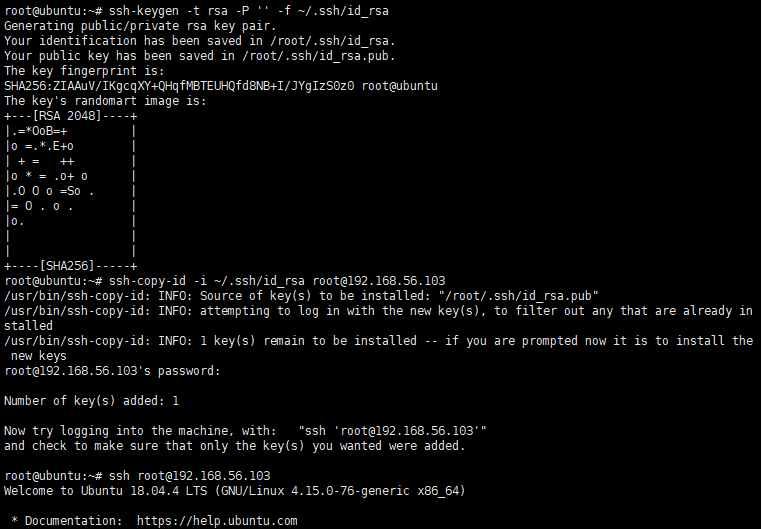 root@ubuntu:~# ssh-keygen -t rsa -P '' -f ~/.ssh/id_rsa
Generating public/private rsa key pair.
Your identification has been saved in /root/.ssh/id_rsa.
Your public key has been saved in /root/.ssh/id_rsa.pub.
The key fingerprint is:
SHA256:ZIAAuV/IKgcqXY+QHqfMBTEUHQfd8NB+I/JYgIzS0z0 root@ubuntu
The key's randomart image is:
+---[RSA 2048]----+
|.=*OoB=+         |
|o =.*.E+o        |
| + =   ++        |
|o * = .o+ o      |
|.O O o =So .     |
|= O . o .        |
|o.               |
|                 |
|                 |
+----[SHA256]-----+
root@ubuntu:~# ssh-copy-id -i ~/.ssh/id_rsa root@192.168.56.103
/usr/bin/ssh-copy-id: INFO: Source of key(s) to be installed: "/root/.ssh/id_rsa.pub"
/usr/bin/ssh-copy-id: INFO: attempting to log in with the new key(s), to filter out any that are already in
stalled
/usr/bin/ssh-copy-id: INFO: 1 key(s) remain to be installed -- if you are prompted now it is to install the
 new keys
root@192.168.56.103's password:

Number of key(s) added: 1

Now try logging into the machine, with:   "ssh 'root@192.168.56.103'"
and check to make sure that only the key(s) you wanted were added.

root@ubuntu:~# ssh root@192.168.56.103
Welcome to Ubuntu 18.04.4 LTS (GNU/Linux 4.15.0-76-generic x86_64)

 * Documentation:  https://help.ubuntu.com